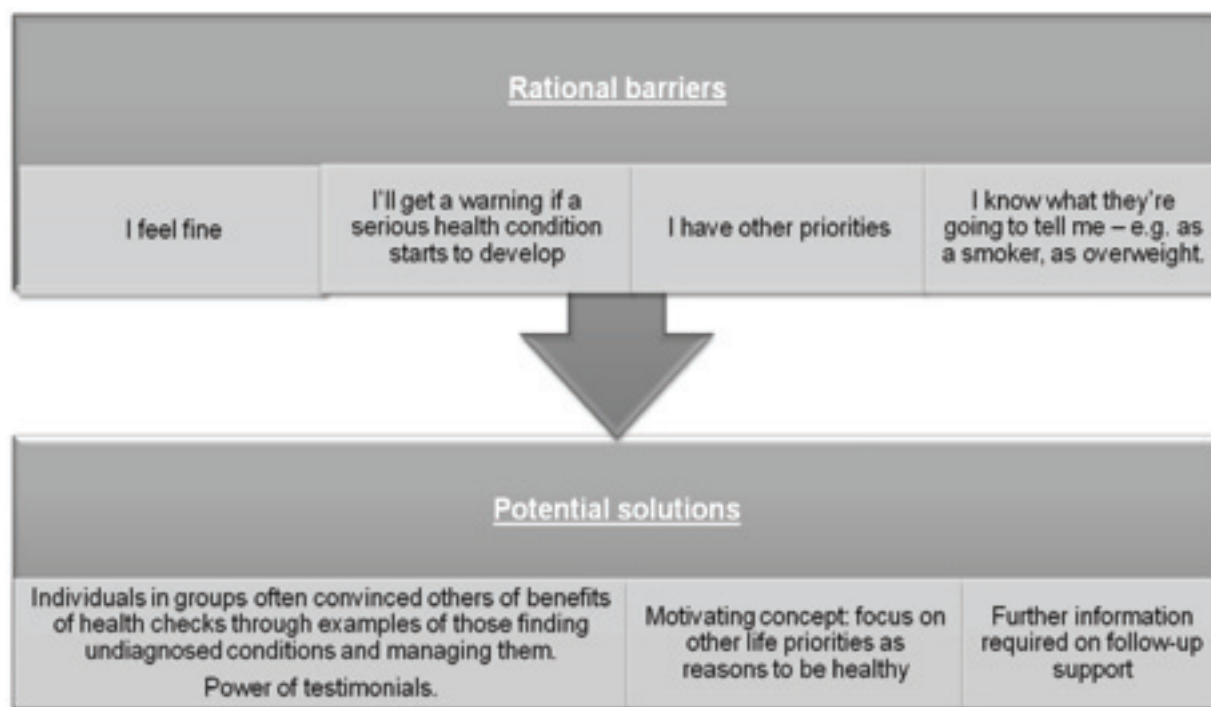 Rational barriers
I feel fine
I'll get a warning if a
serious health condition
starts to develop
I have other priorities
I know what they're
going to tell me – e.g. as
a smoker, as overweight.
Potential solutions
Individuals in groups often convinced others of benefits
of health checks through examples of those finding
undiagnosed conditions and managing them.
Power of testimonials.
Motivating concept: focus on
other life priorities as
reasons to be healthy
Further information
required on follow-up
support